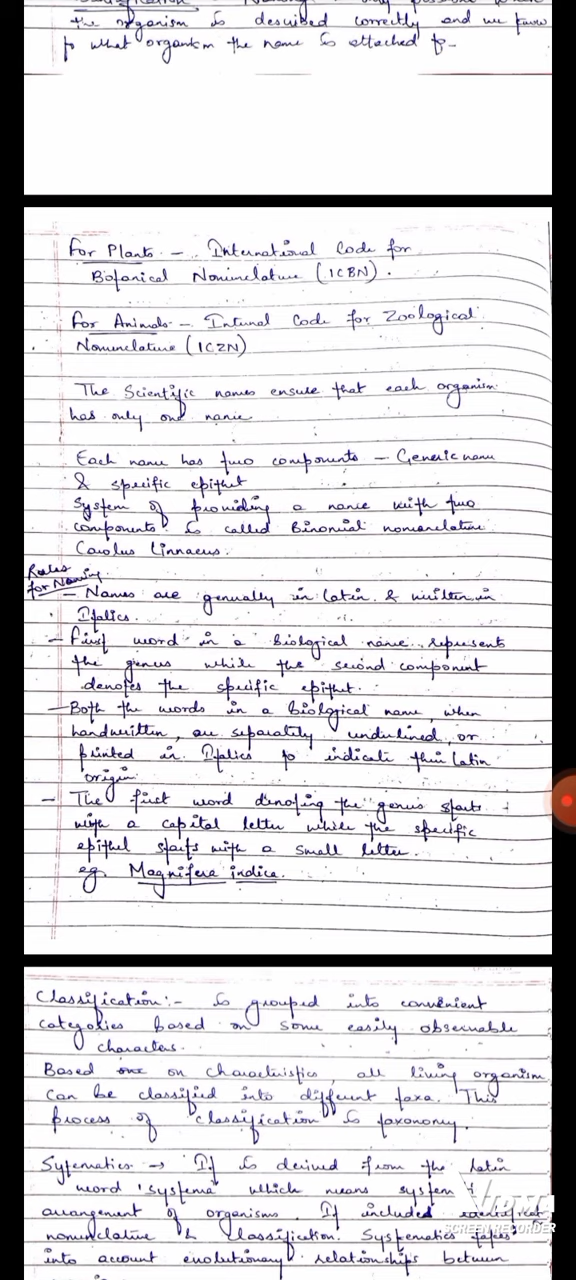 the organism is described correctly and we know
to what organism the name is attached to-
For Plants - International Code for
Botanical Nominclature (ICBN).
For Animals - Internal Code for Zoological
Nomenclature (ICZN)
The Scientific names ensure that each organism
has only one name
Each name has two components - Generic name
& specific epithet
System of providing a name with two
components is called Binomial nomenclature
Carolus Linnaeus.
Rules
for Naming
- Names are generally in Latin & written in
Italics.
- First word in a Biological name represents
the genus while the second component
denotes the specific epithet.
- Both the words in a Biological name, when
handwritten, are separately underlined, or
printed in Italics to indicate their Latin
origin
- The first word denoting the genus starts
with a capital letter while the specific
epithet starts with a small letter.
eg. Magnifera indica.
Classification:- is grouped into convenient
categories based on some easily observable
characters.
Based on characteristics, all living organism
can be classified into different taxa. This
process of classification is taxonomy.
Sytematics → It is derived from the Latin
word 'systema' which means system
arrangement of organisms. It included
nomenclature & classification. Systematics takes
into account evolutionary relationships between
SCREEN RECORDER